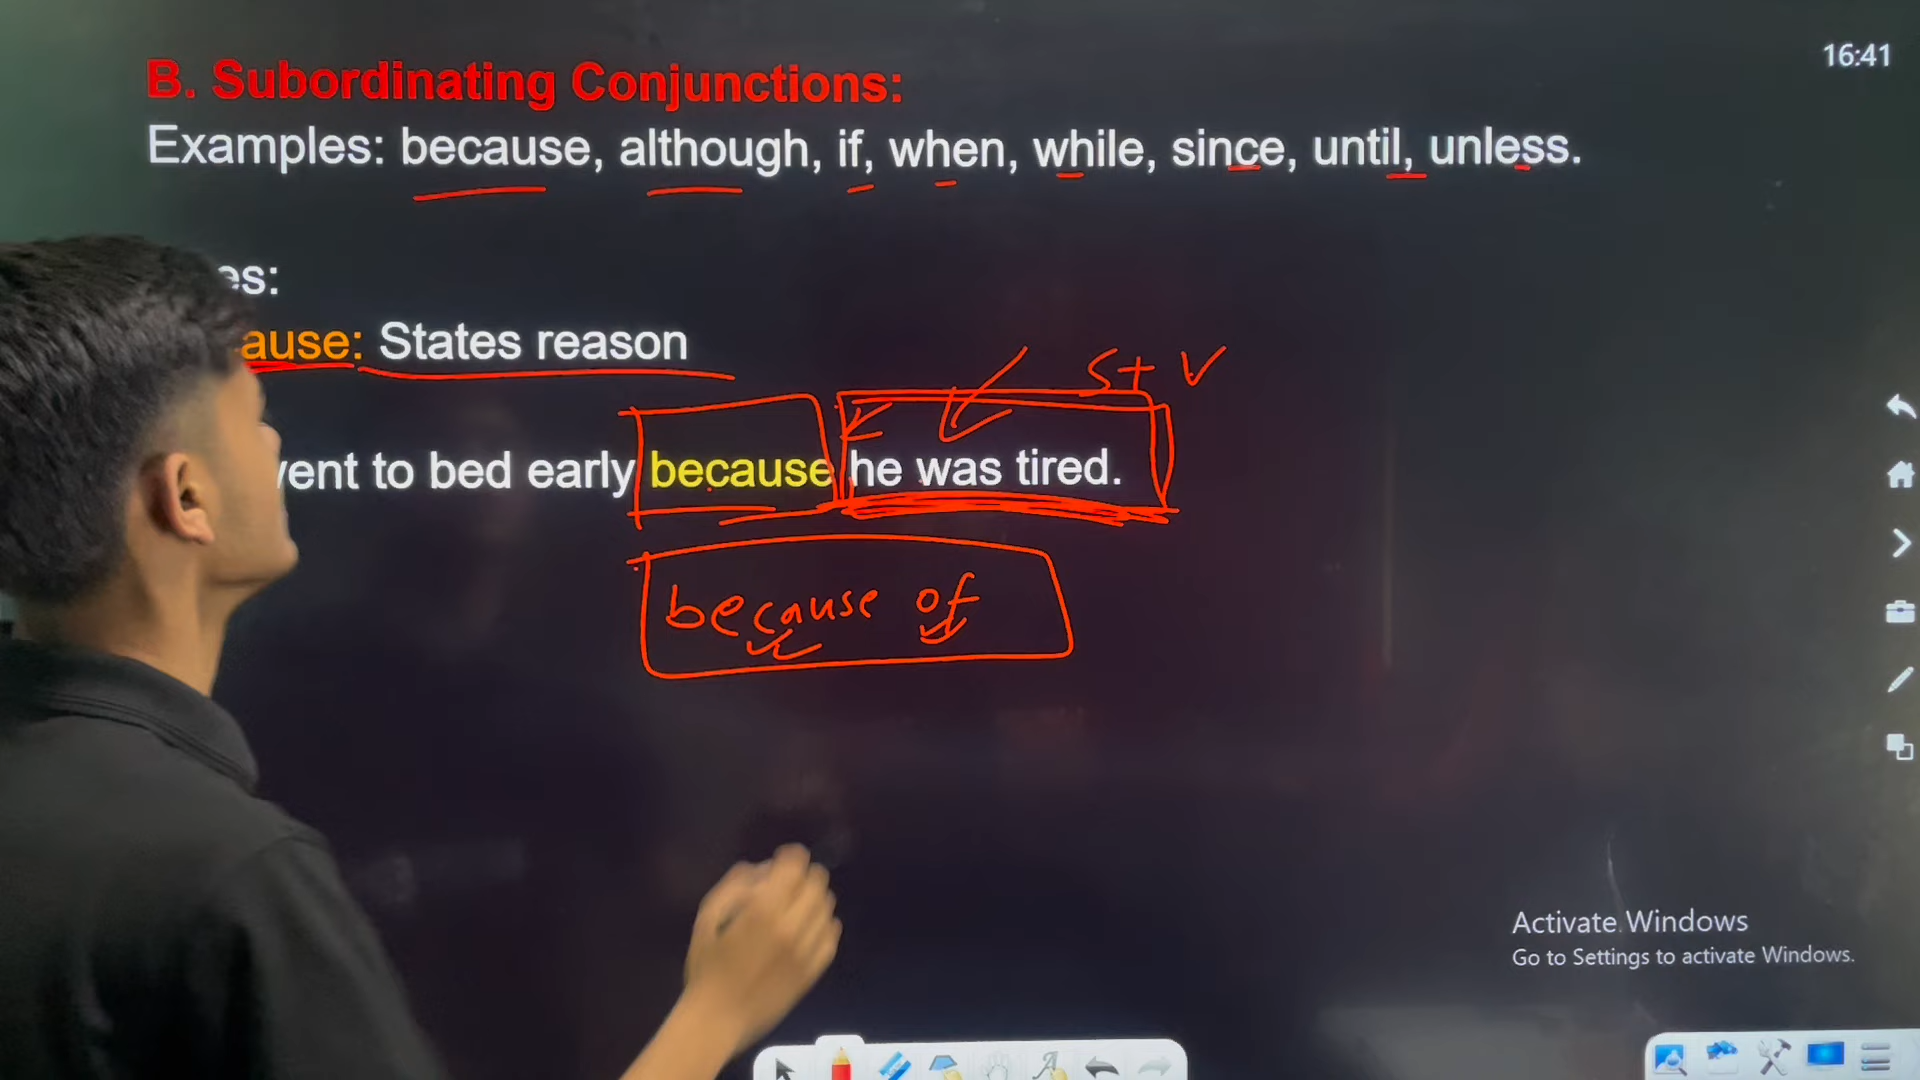 16:41
B. Subordinating Conjunctions:
Examples: because, although, if, when, while, since, until, unless.
es:
ause: States reason
S + V
went to bed early because he was tired.
because of
Activate Windows
Go to Settings to activate Windows.